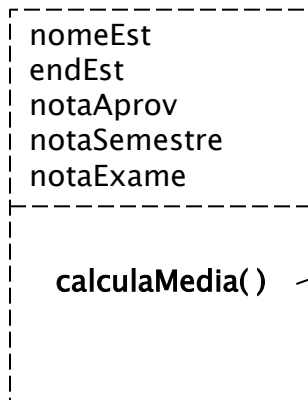 nomeEst
endEst
notaAprov
notaSemestre
notaExame
calculaMedia( )